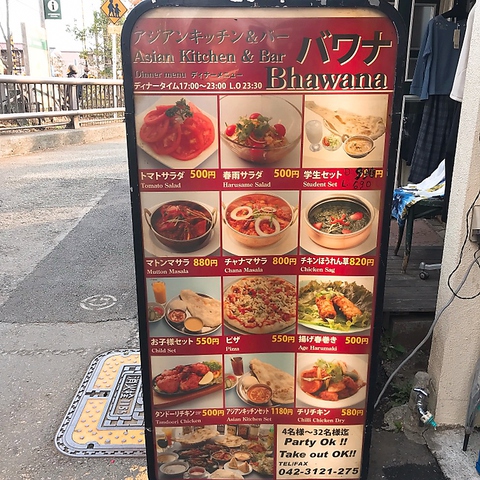 アジアンキッチン&バー
バワナ
Asian Kitchen & Bar
Dinner menu ディナーメニュー
Bhawana
ディナータイム17:00～23:00 L.O 23:30
トマトサラダ 500円
Tomato Salad
春雨サラダ 500円
Harusame Salad
学生セット
Student Set
マトンマサラ 880円
Mutton Masala
チャナマサラ 800円
Chana Masala
チキンほうれん草 820円
Chicken Sag
お子様セット 550円
Child Set
ピザ 550円
Pizza
揚げ春巻き 500円
Age Harumaki
タンドーリチキン 500円
Tandoori Chicken
アジアンキッチンセット 1180円
Asian Kitchen Set
チリチキン 580円
Chilli Chicken Dry
4名様～32名様迄
Party Ok !!
Take out OK!!
TEL/FAX
042-3121-275